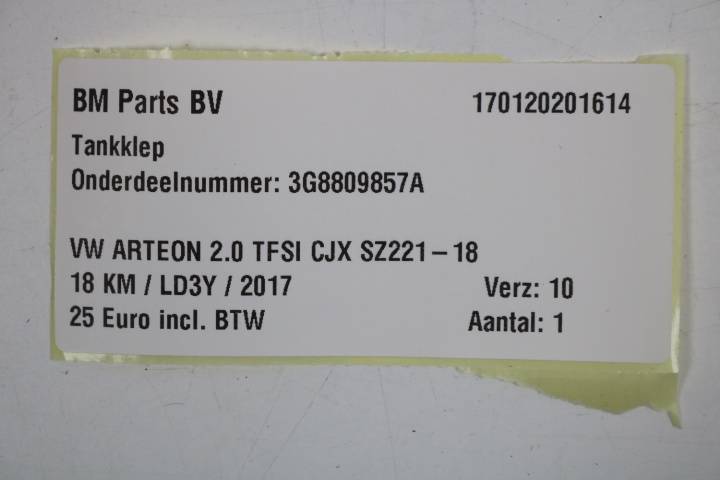 BM Parts BV 170120201614
Tankklep
Onderdeelnummer: 3G8809857A
VW ARTEON 2.0 TFSI CJX SZ221-18
18 KM / LD3Y / 2017 Verz: 10
25 Euro incl. BTW Aantal: 1